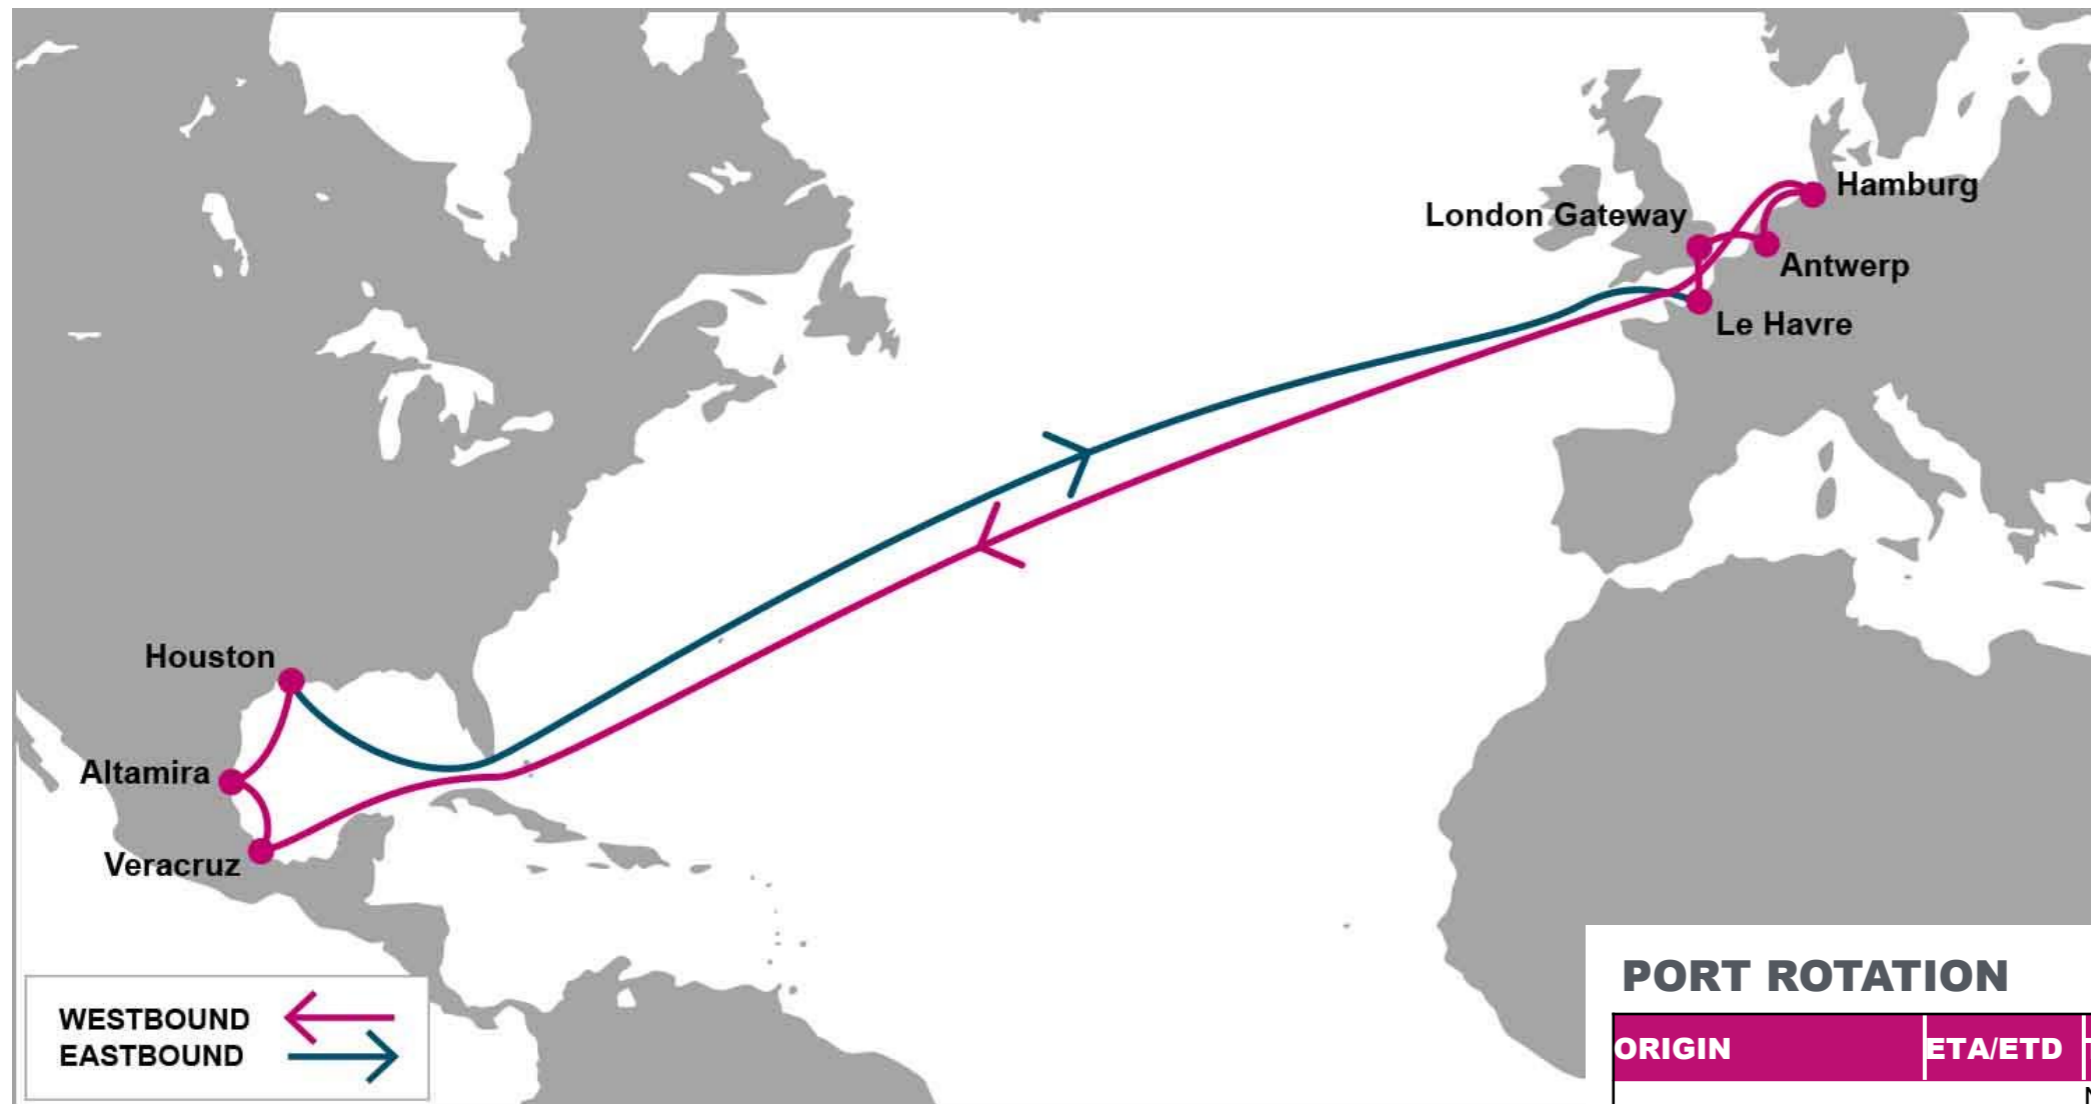 Hamburg
London Gateway
Antwerp
Le Havre
Houston
Altamira
Veracruz
WESTBOUND
EASTBOUND
PORT ROTATION
ORIGIN ETA/ETD